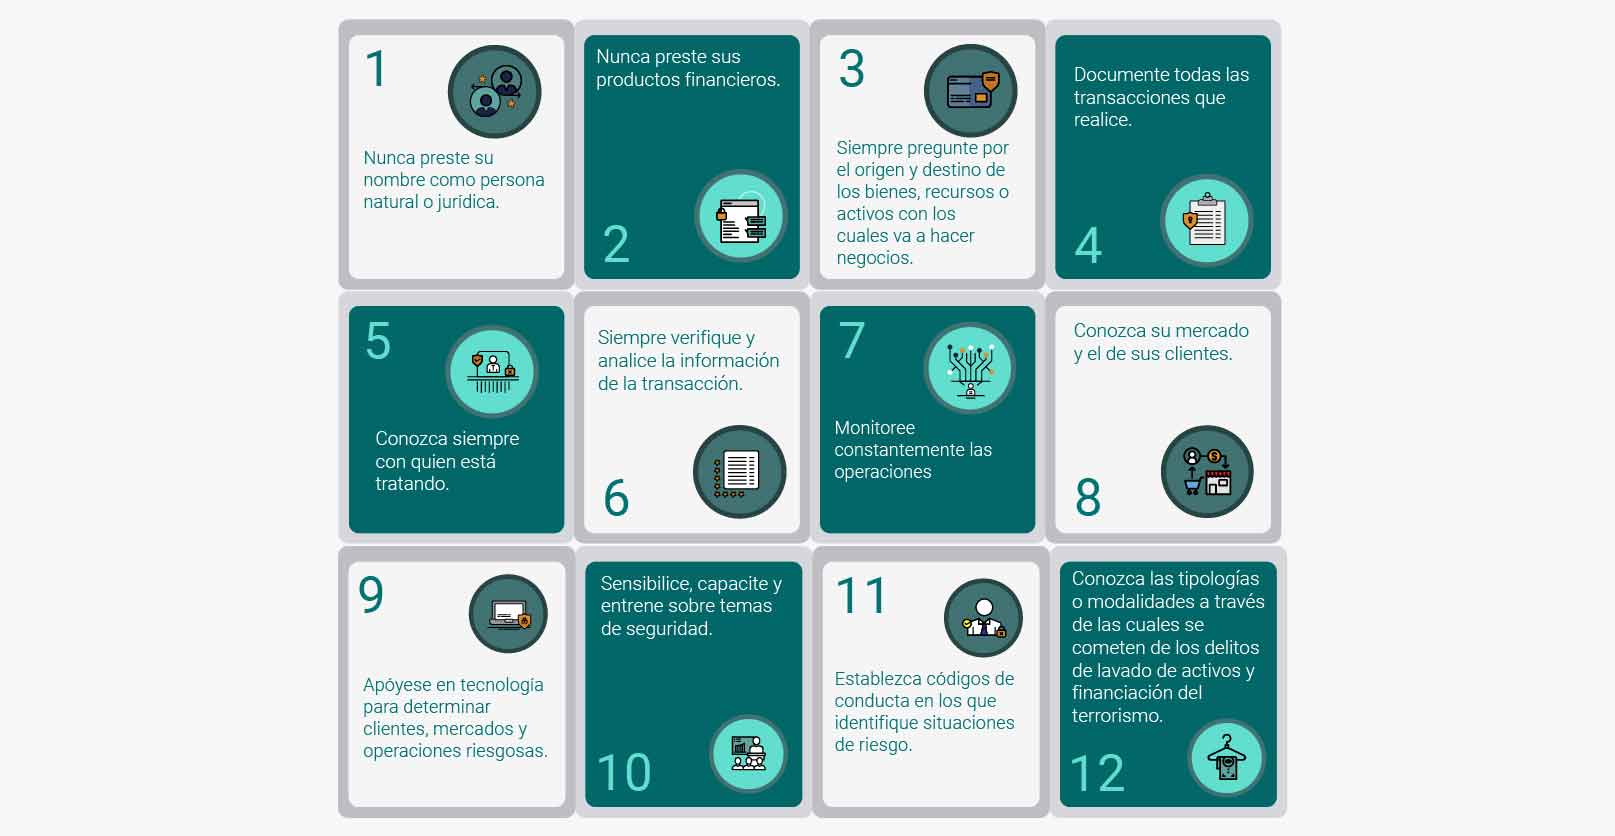 1
Nunca preste su
nombre como persona
natural o jurídica.
Nunca preste sus
productos financieros.
2
3
Siempre pregunte por
el origen y destino de
los bienes, recursos o
activos con los
cuales va a hacer
negocios.
Documente todas las
transacciones que
realice.
4
5
Conozca siempre
con quien está
tratando.
Siempre verifique y
analice la información
de la transacción.
6
7
Monitoree
constantemente las
operaciones
Conozca su mercado
y el de sus clientes.
8
9
Apóyese en tecnología
para determinar
clientes, mercados y
operaciones riesgosas.
Sensibilice, capacite y
entrene sobre temas
de seguridad.
10
11
Establezca códigos de
conducta en los que
identifique situaciones
de riesgo.
Conozca las tipologías
o modalidades a través
de las cuales se
cometen de los delitos
de lavado de activos y
financiación del
terrorismo.
12